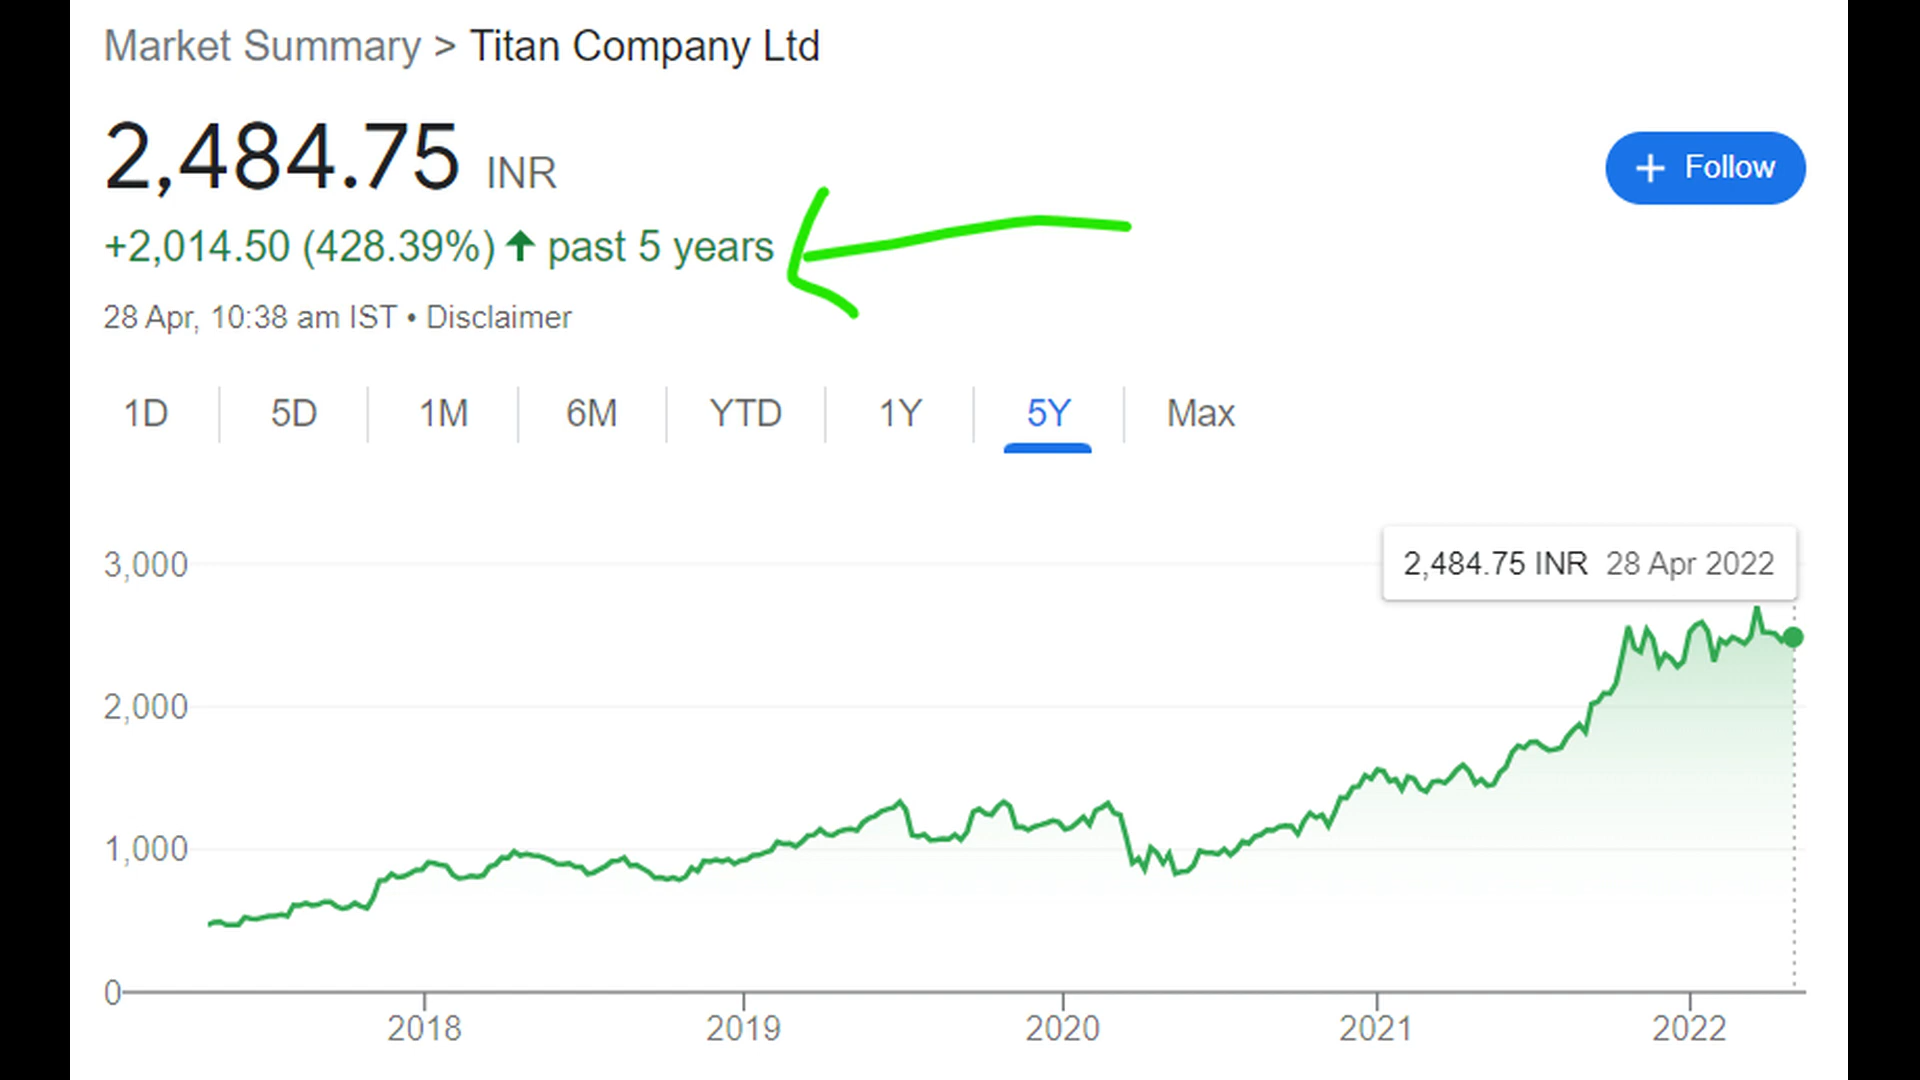 Market Summary > Titan Company Ltd
2,484.75 INR
+ Follow
+2,014.50 (428.39%) ↑ past 5 years
28 Apr, 10:38 am IST • Disclaimer
1D 5D 1M 6M YTD 1Y 5Y Max
2,484.75 INR 28 Apr 2022
3,000
2,000
1,000
0
2018 2019 2020 2021 2022